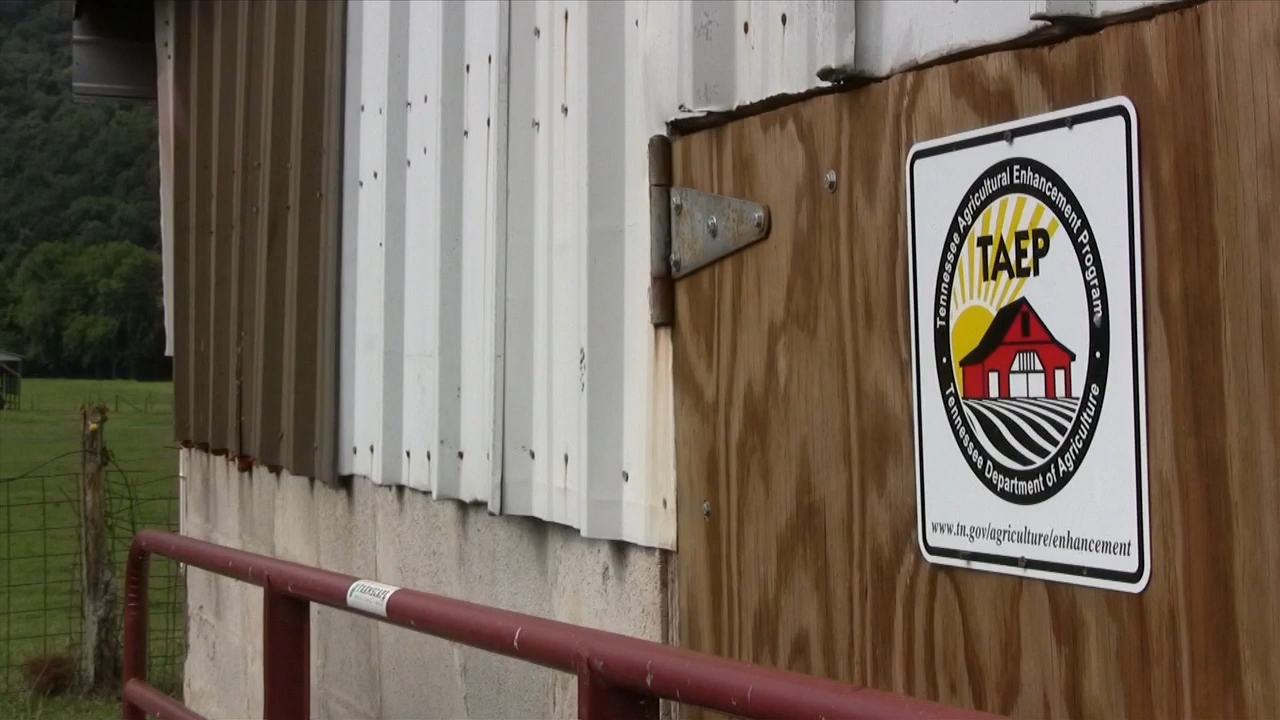 Tennessee Agricultural Enhancement Program
TAEP
Tennessee Department of Agriculture
www.tn.gov/agriculture/enhancement